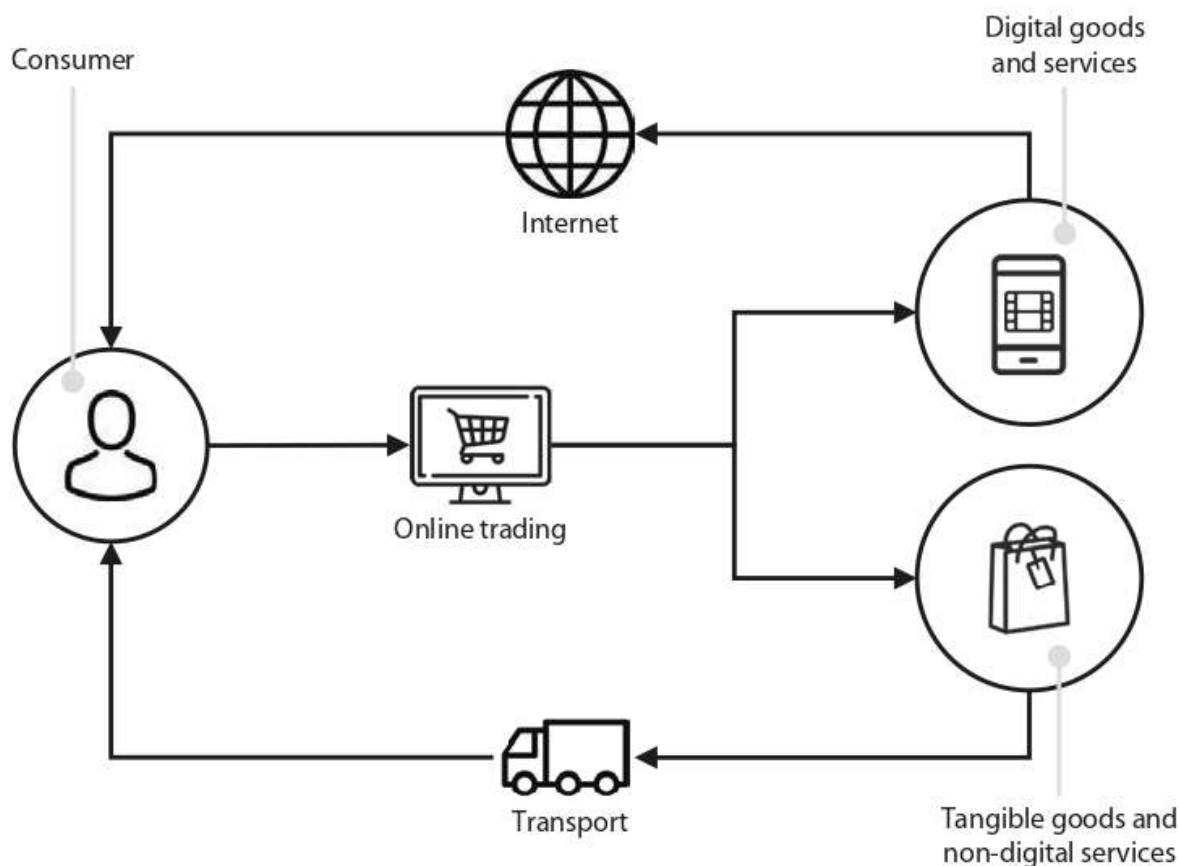 Digital goods
and services
Consumer
Internet
Online trading
Transport
Tangible goods and
non-digital services